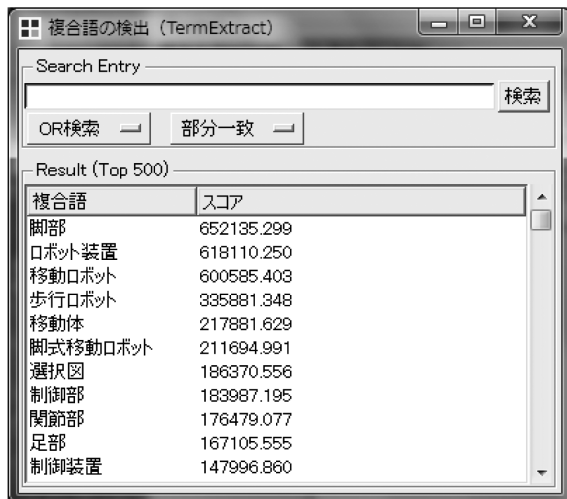 複合語の検出（TermExtract）
Search Entry
検索
OR検索 部分一致
Result (Top 500)
複合語 スコア
脚部 652135.299
ロボット装置 618110.250
移動ロボット 600585.403
歩行ロボット 335881.348
移動体 217881.629
脚式移動ロボット 211694.991
選択図 186370.556
制御部 183987.195
関節部 176479.077
足部 167105.555
制御装置 147996.860